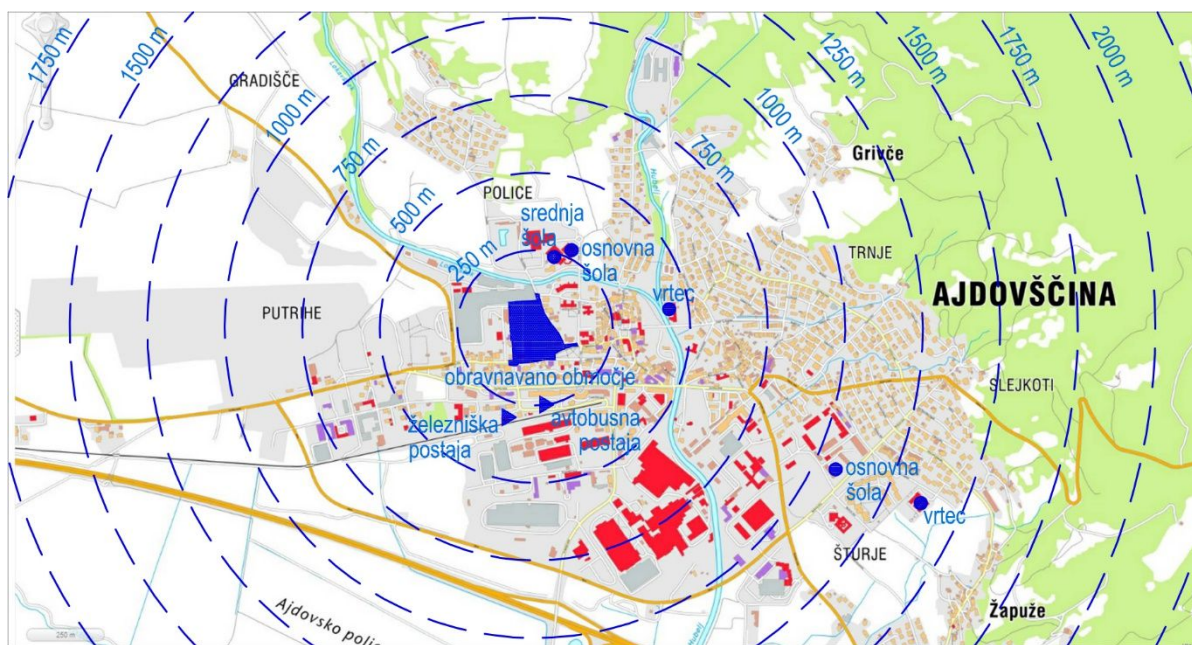 1750 m
1500 m
GRADIŠČE
1000 m
750 m
500 m
250 m
POLICE
srednja
šola
osnovna
šola
vrtec
Hubelj
750 m
1000 m
1250 m
1500 m
1750 m
2000 m
Grivče
TRNJE
AJDOVŠČINA
PUTRIHE
obravnavano območje
železniška
postaja
avtobusna
postaja
SLEJKOTI
osnovna
šola
vrtec
ŠTURJE
Žapuže
Ajdovsko polje
Hubelj
250 m